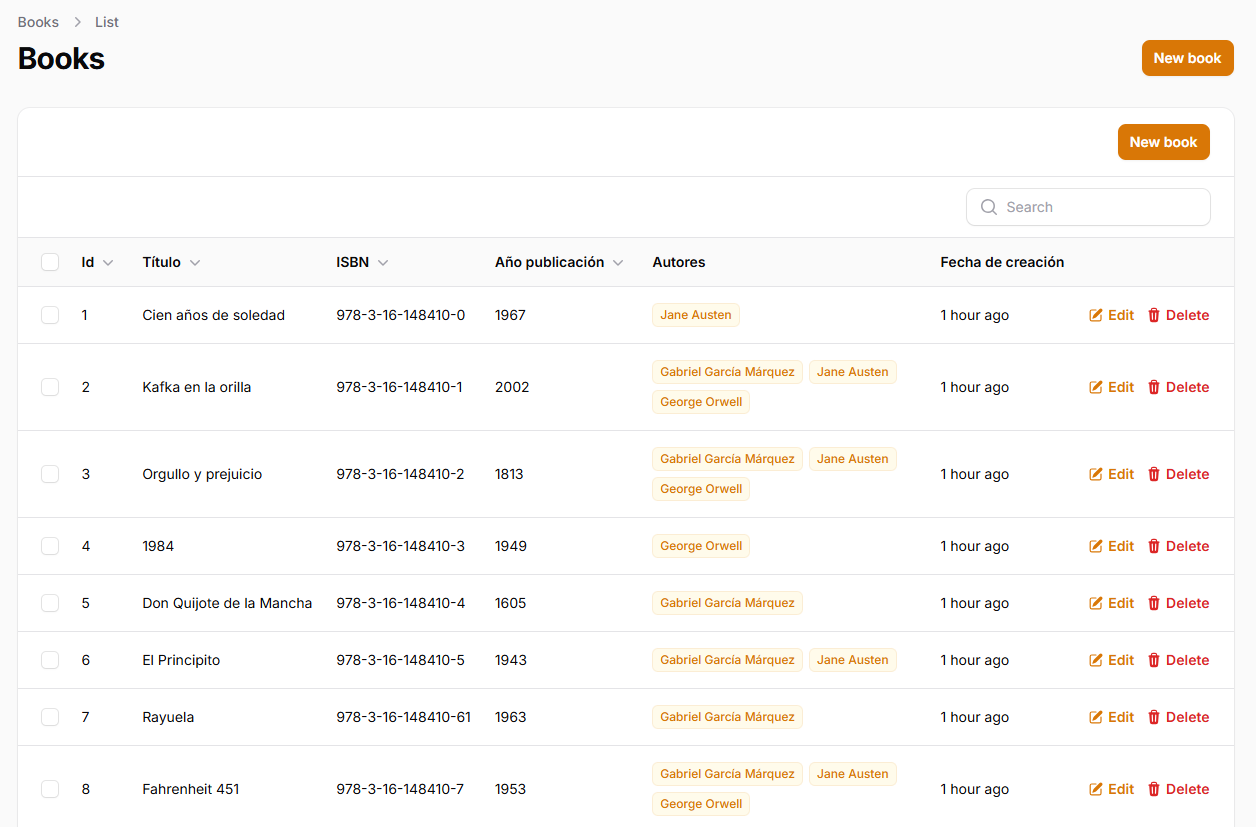 Books > List
Books
New book
New book
Search
Id Título ISBN Año publicación Autores Fecha de creación
1 Cien años de soledad 978-3-16-148410-0 1967 Jane Austen 1 hour ago Edit Delete
2 Kafka en la orilla 978-3-16-148410-1 2002 Gabriel García Márquez Jane Austen 1 hour ago Edit Delete
George Orwell
3 Orgullo y prejuicio 978-3-16-148410-2 1813 Gabriel García Márquez Jane Austen 1 hour ago Edit Delete
George Orwell
4 1984 978-3-16-148410-3 1949 George Orwell 1 hour ago Edit Delete
5 Don Quijote de la Mancha 978-3-16-148410-4 1605 Gabriel García Márquez 1 hour ago Edit Delete
6 El Principito 978-3-16-148410-5 1943 Gabriel García Márquez Jane Austen 1 hour ago Edit Delete
7 Rayuela 978-3-16-148410-61 1963 Gabriel García Márquez 1 hour ago Edit Delete
8 Fahrenheit 451 978-3-16-148410-7 1953 Gabriel García Márquez Jane Austen 1 hour ago Edit Delete
George Orwell